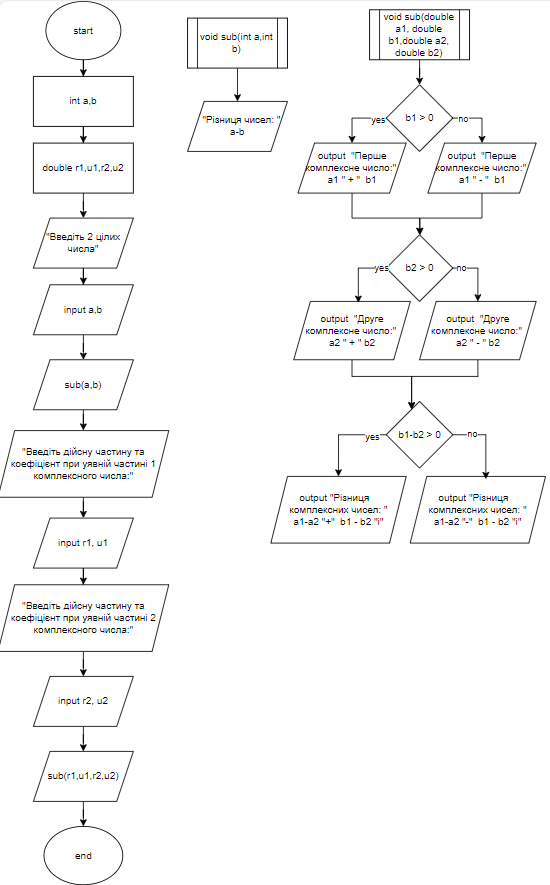 start
int a,b
double r1,u1,r2,u2
"Введіть 2 цілих
числа"
input a,b
sub(a,b)
"Введіть дійсну частину та
коефіцієнт при уявній частині 1
комплексного числа:"
input r1, u1
"Введіть дійсну частину та
коефіцієнт при уявній частині 2
комплексного числа:"
input r2, u2
sub(r1,u1,r2,u2)
end
void sub(int a,int
b)
"Різниця чисел: "
a-b
void sub(double
a1, double
b1,double a2,
double b2)
b1 > 0
yes
no
output "Перше
комплексне число:"
a1 " + " b1
output "Перше
комплексне число:"
a1 " - " b1
b2 > 0
yes
no
output "Друге
комплексне число:"
a2 " + " b2
output "Друге
комплексне число:"
a2 " - " b2
b1-b2 > 0
yes
no
output "Різниця
комплексних чисел: "
a1-a2 "+" b1 - b2 "i"
output "Різниця
комплексних чисел: "
a1-a2 "-" b1 - b2 "i"